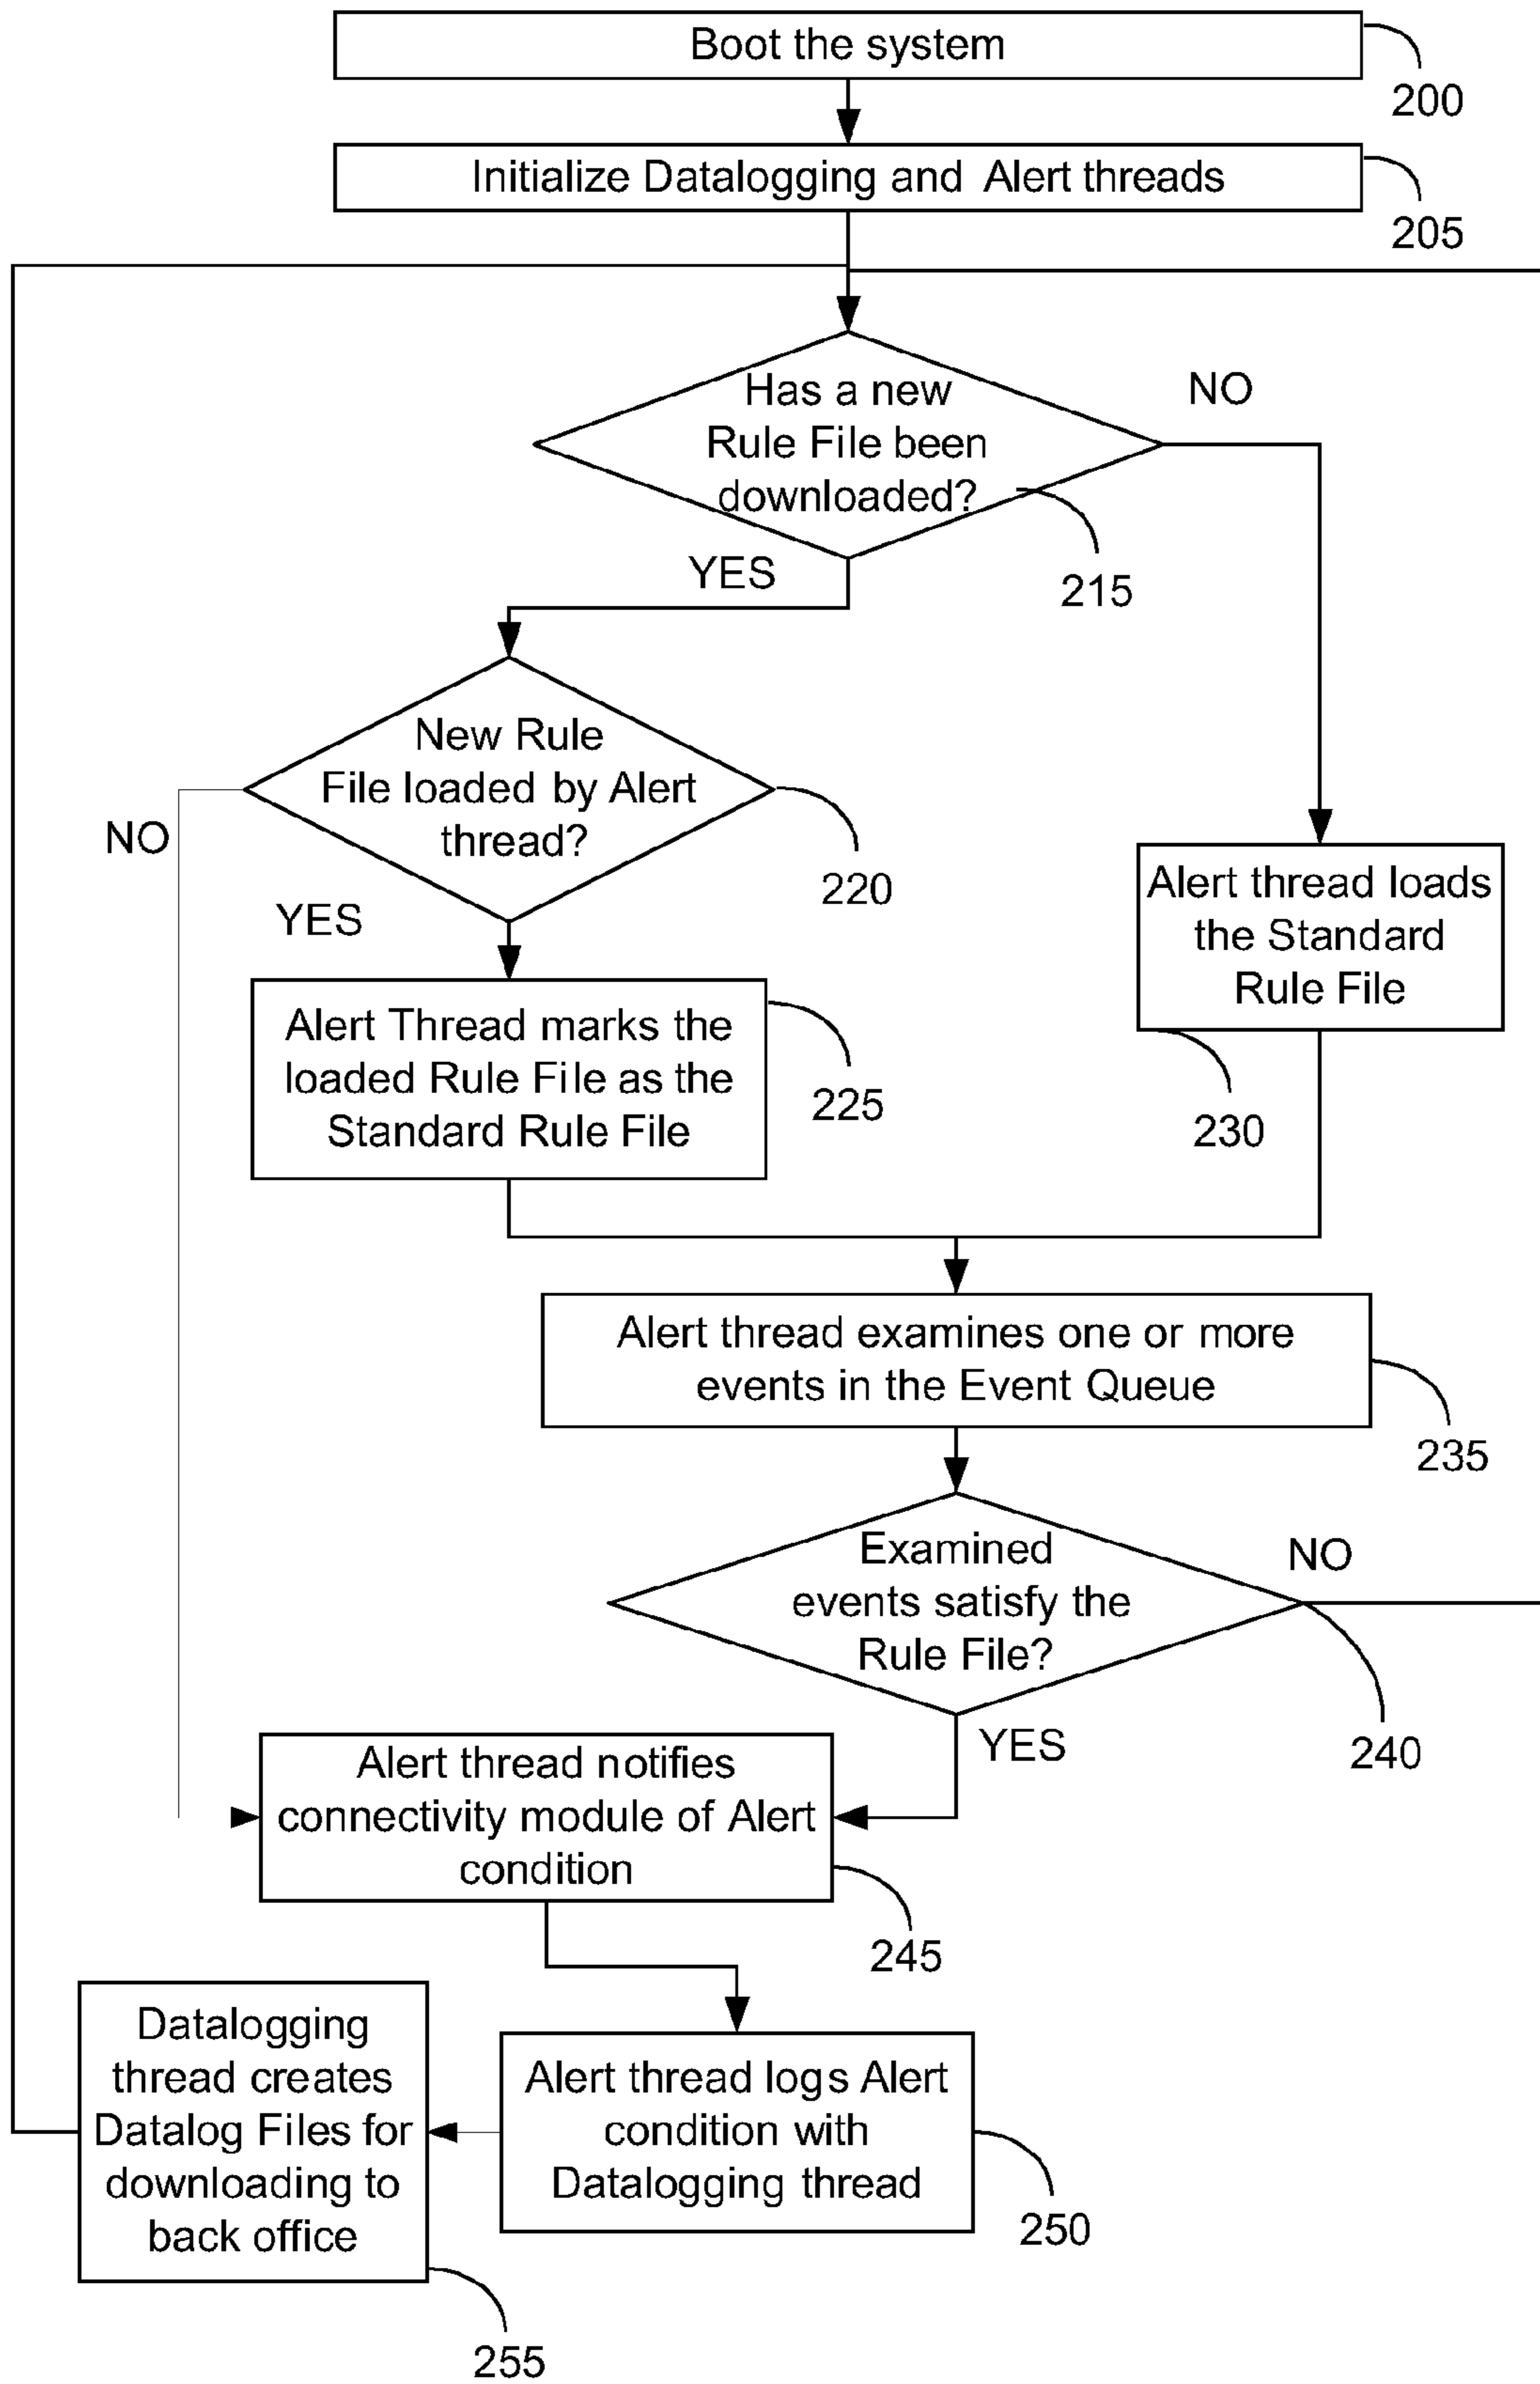 Boot the system
200
Initialize Datalogging and Alert threads
205
Has a new
Rule File been
downloaded?
NO
YES
215
New Rule
File loaded by Alert
thread?
NO
220
YES
Alert thread loads
the Standard
Rule File
Alert Thread marks the
loaded Rule File as the
Standard Rule File
225
230
Alert thread examines one or more
events in the Event Queue
235
Examined
events satisfy the
Rule File?
NO
YES
240
Alert thread notifies
connectivity module of Alert
condition
245
Datalogging
thread creates
Datalog Files for
downloading to
back office
Alert thread logs Alert
condition with
Datalogging thread
250
255